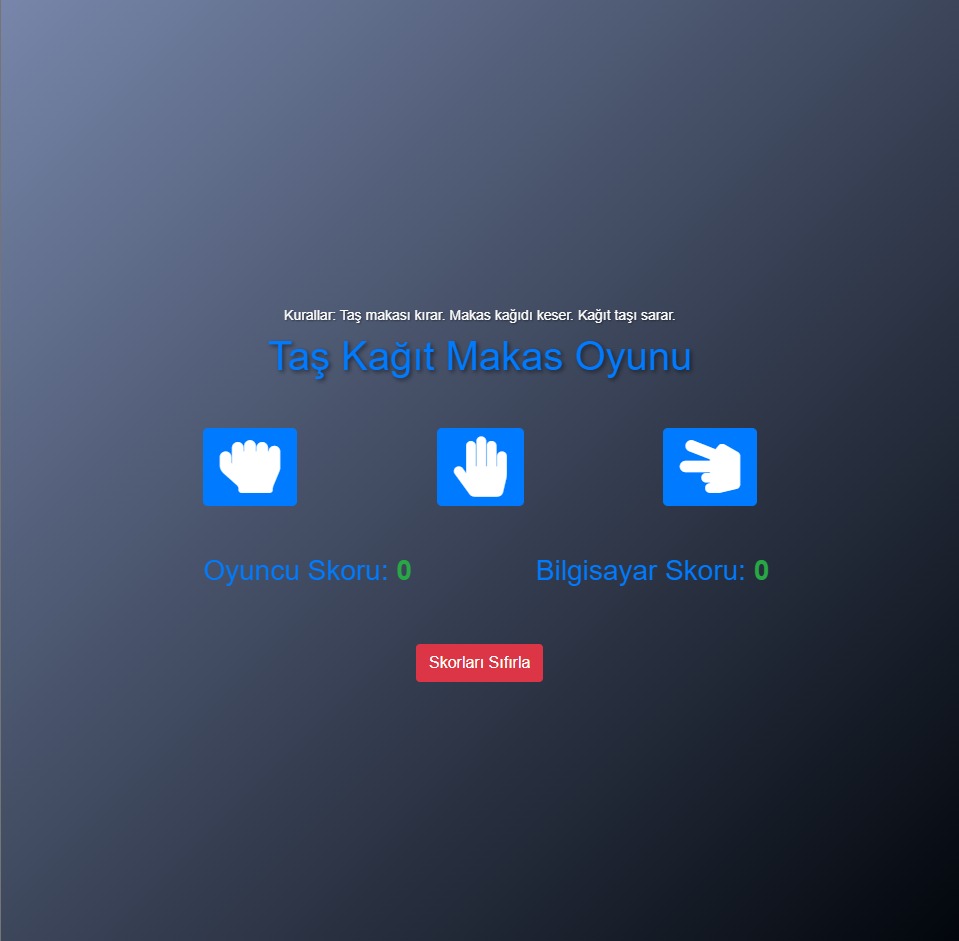 Kurallar: Taş makası kırar. Makas kağıdı keser. Kağıt taşı sarar.
Taş Kağıt Makas Oyunu
Oyuncu Skoru: 0
Bilgisayar Skoru: 0
Skorları Sıfırla